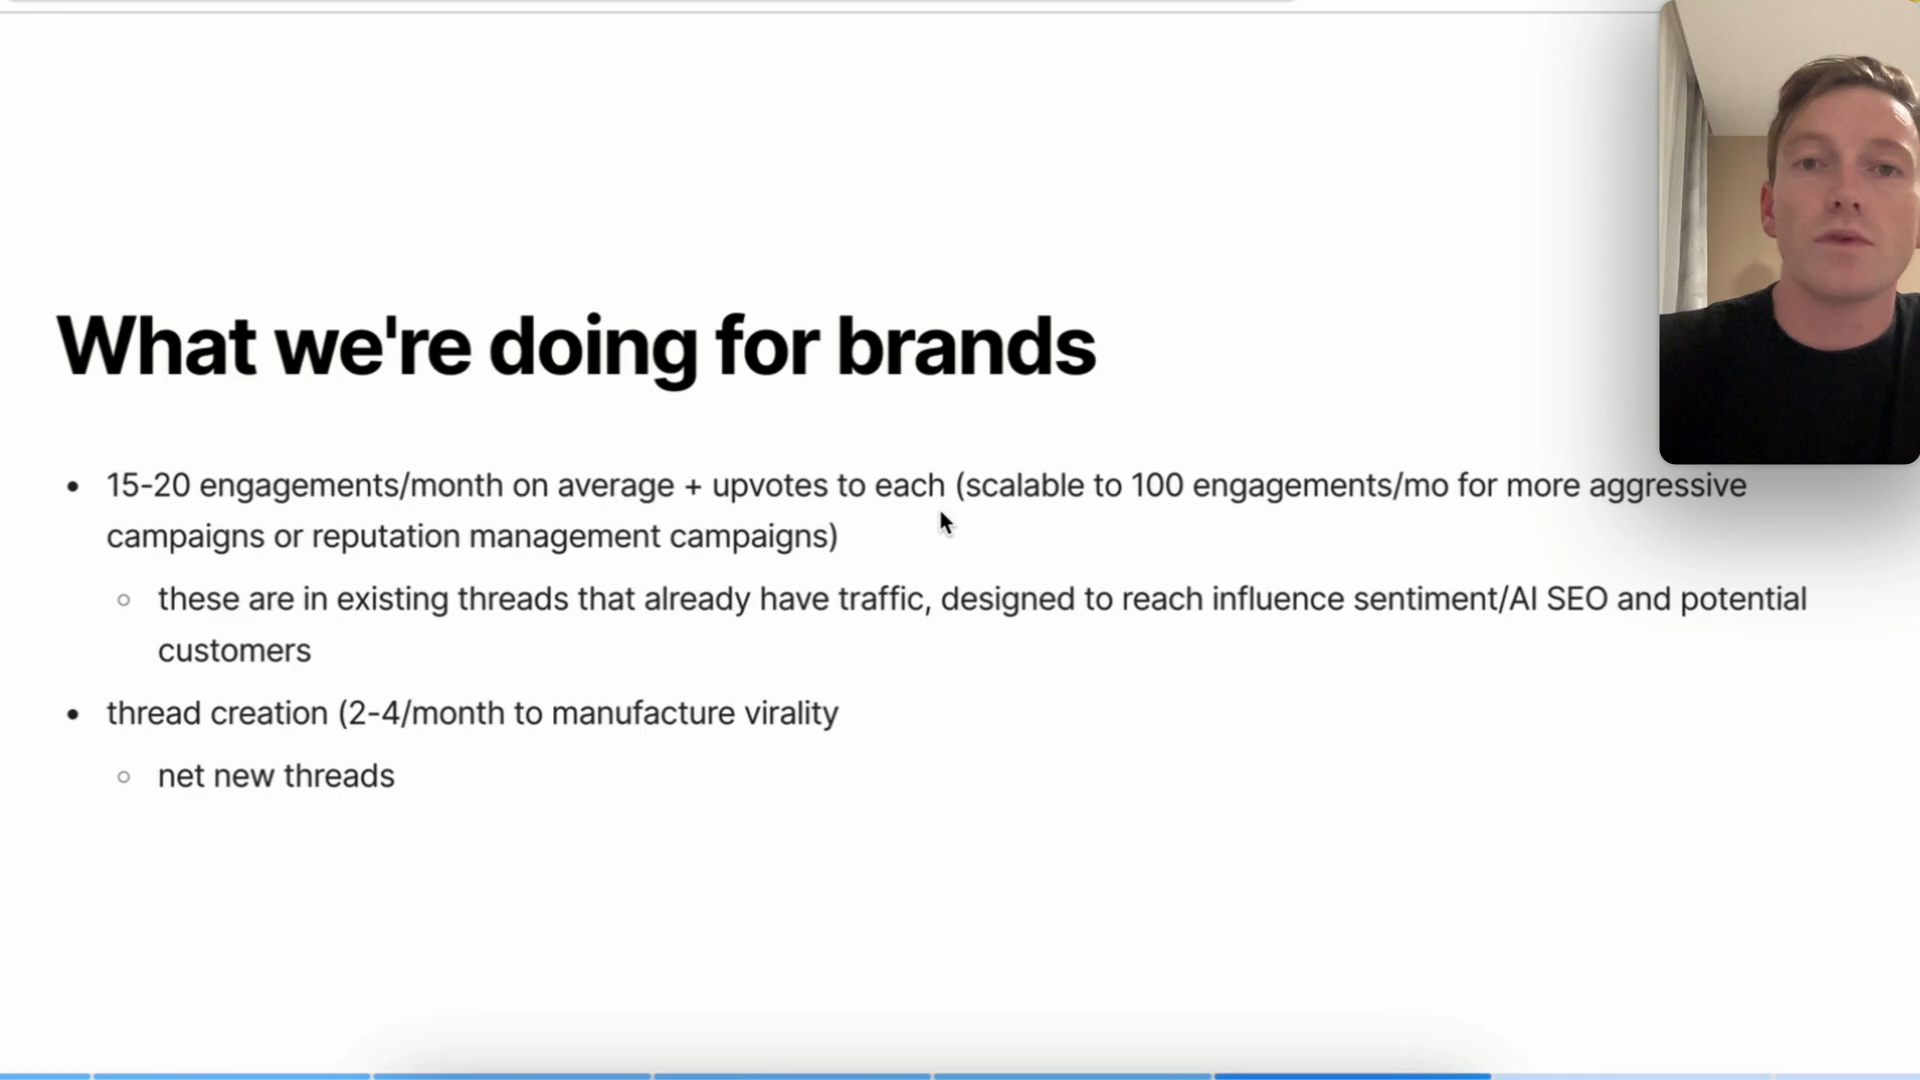 What we're doing for brands
• 15-20 engagements/month on average + upvotes to each (scalable to 100 engagements/mo for more aggressive
campaigns or reputation management campaigns)
◦ these are in existing threads that already have traffic, designed to reach influence sentiment/AI SEO and potential
customers
• thread creation (2-4/month to manufacture virality
◦ net new threads